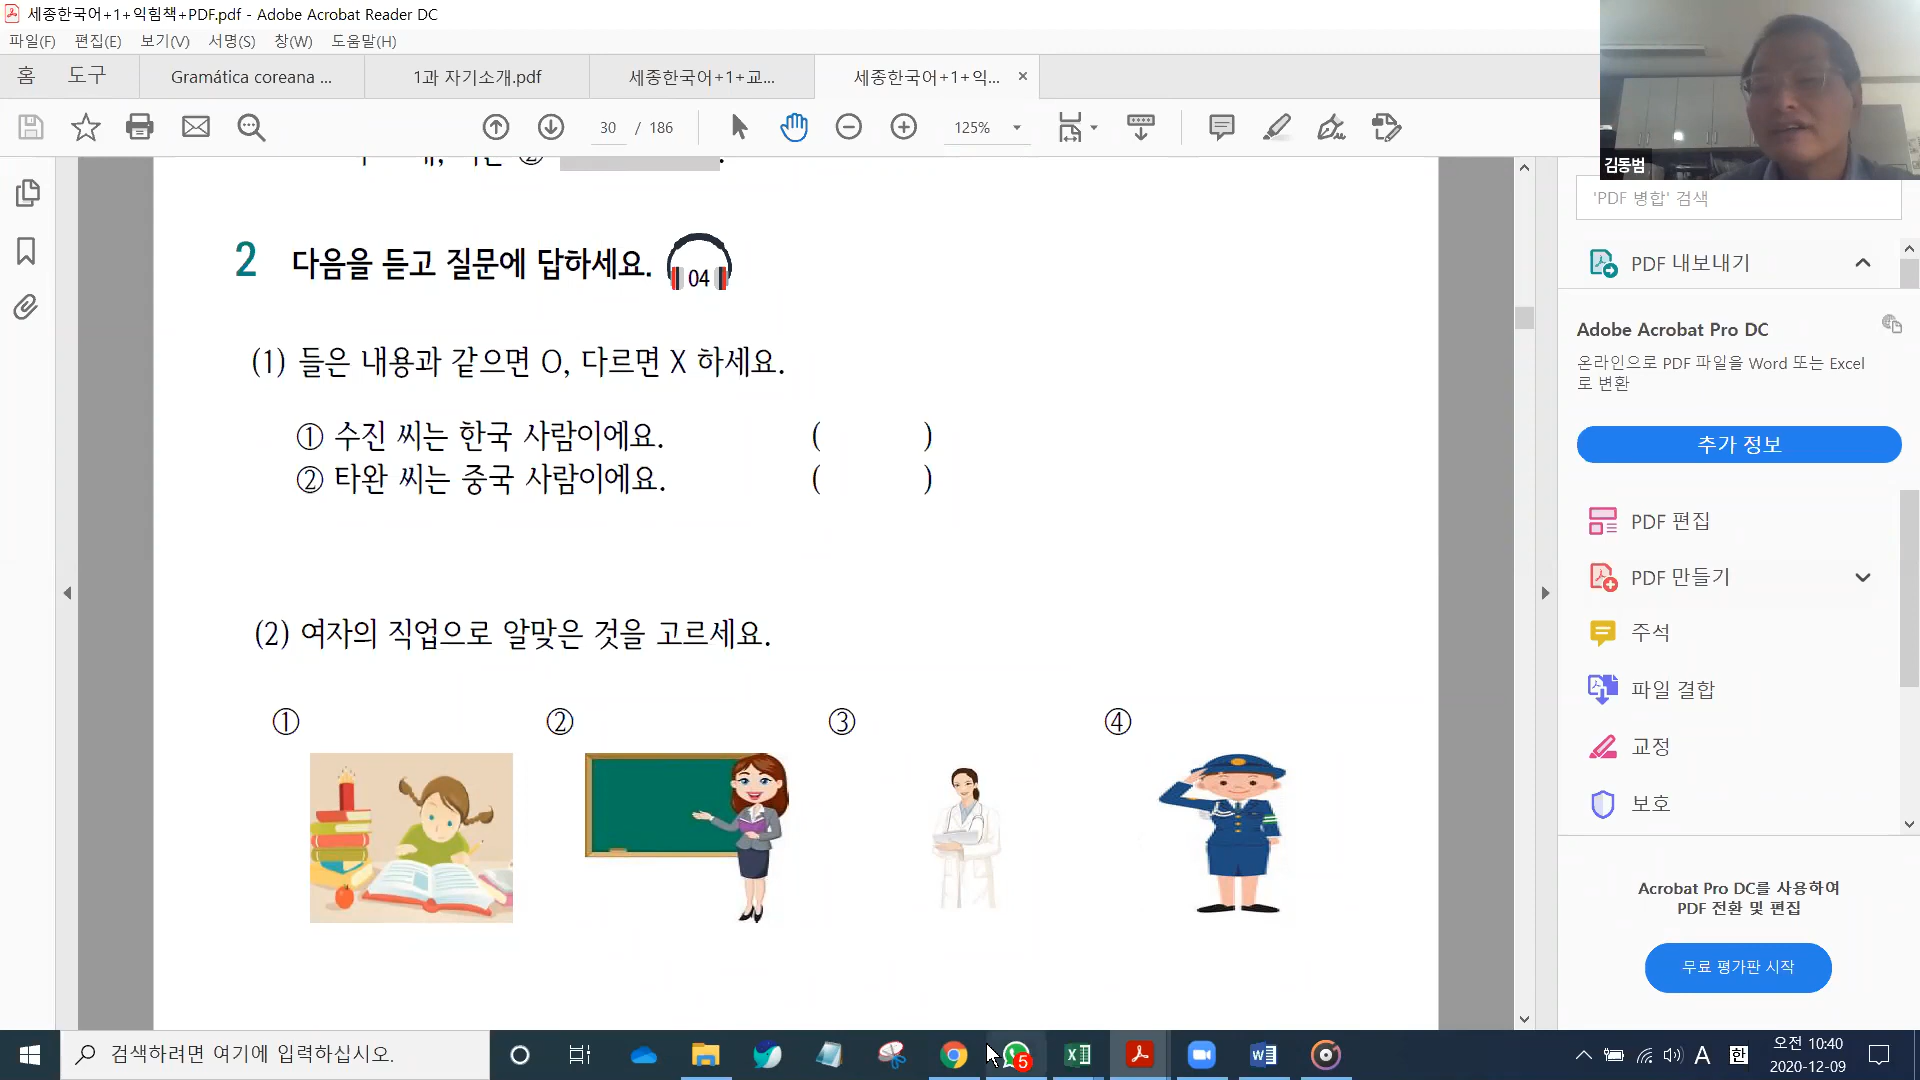 세종한국어+1+익힘책+PDF.pdf - Adobe Acrobat Reader DC
파일(F) 편집(E) 보기(V) 서명(S) 창(W) 도움말(H)
홈 도구 Gramática coreana ... 1과 자기소개.pdf 세종한국어+1+교... 세종한국어+1+익... ×
30 / 186 125%
김동범
'PDF 병합' 검색
2 다음을 듣고 질문에 답하세요. 04
(1) 들은 내용과 같으면 O, 다르면 X 하세요.
① 수진 씨는 한국 사람이에요. ( )
② 타완 씨는 중국 사람이에요. ( )
(2) 여자의 직업으로 알맞은 것을 고르세요.
① ② ③ ④
PDF 내보내기
Adobe Acrobat Pro DC
온라인으로 PDF 파일을 Word 또는 Excel
로 변환
추가 정보
PDF 편집
PDF 만들기
주석
파일 결합
교정
보호
Acrobat Pro DC를 사용하여
PDF 전환 및 편집
무료 평가판 시작
검색하려면 여기에 입력하십시오.
5
A 한 오전 10:40
2020-12-09